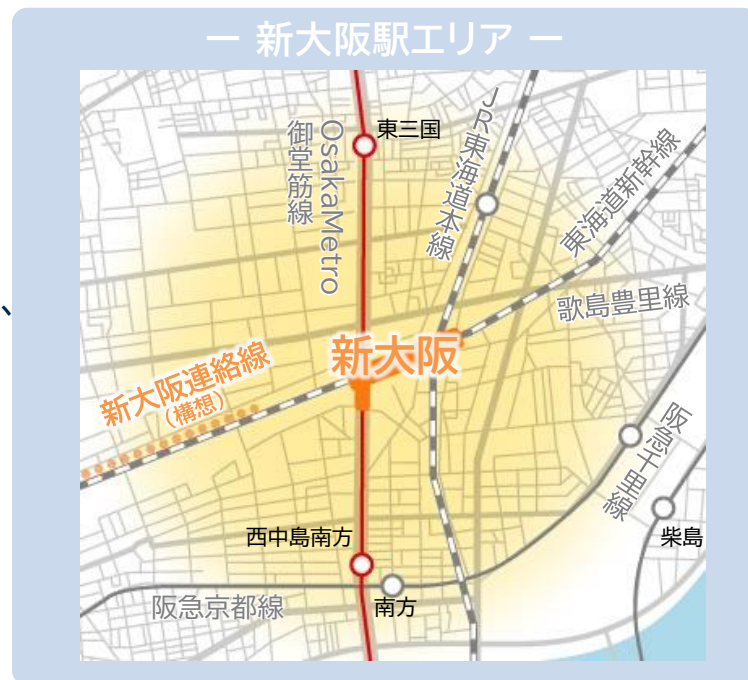 ー 新大阪駅エリア ー
東三国
OsakaMetro
御堂筋線
JR東海道本線
東海道新幹線
、
歌島豊里線
新大阪
新大阪連絡線
(構想)
阪急千里線
西中島南方
柴島
阪急京都線
南方